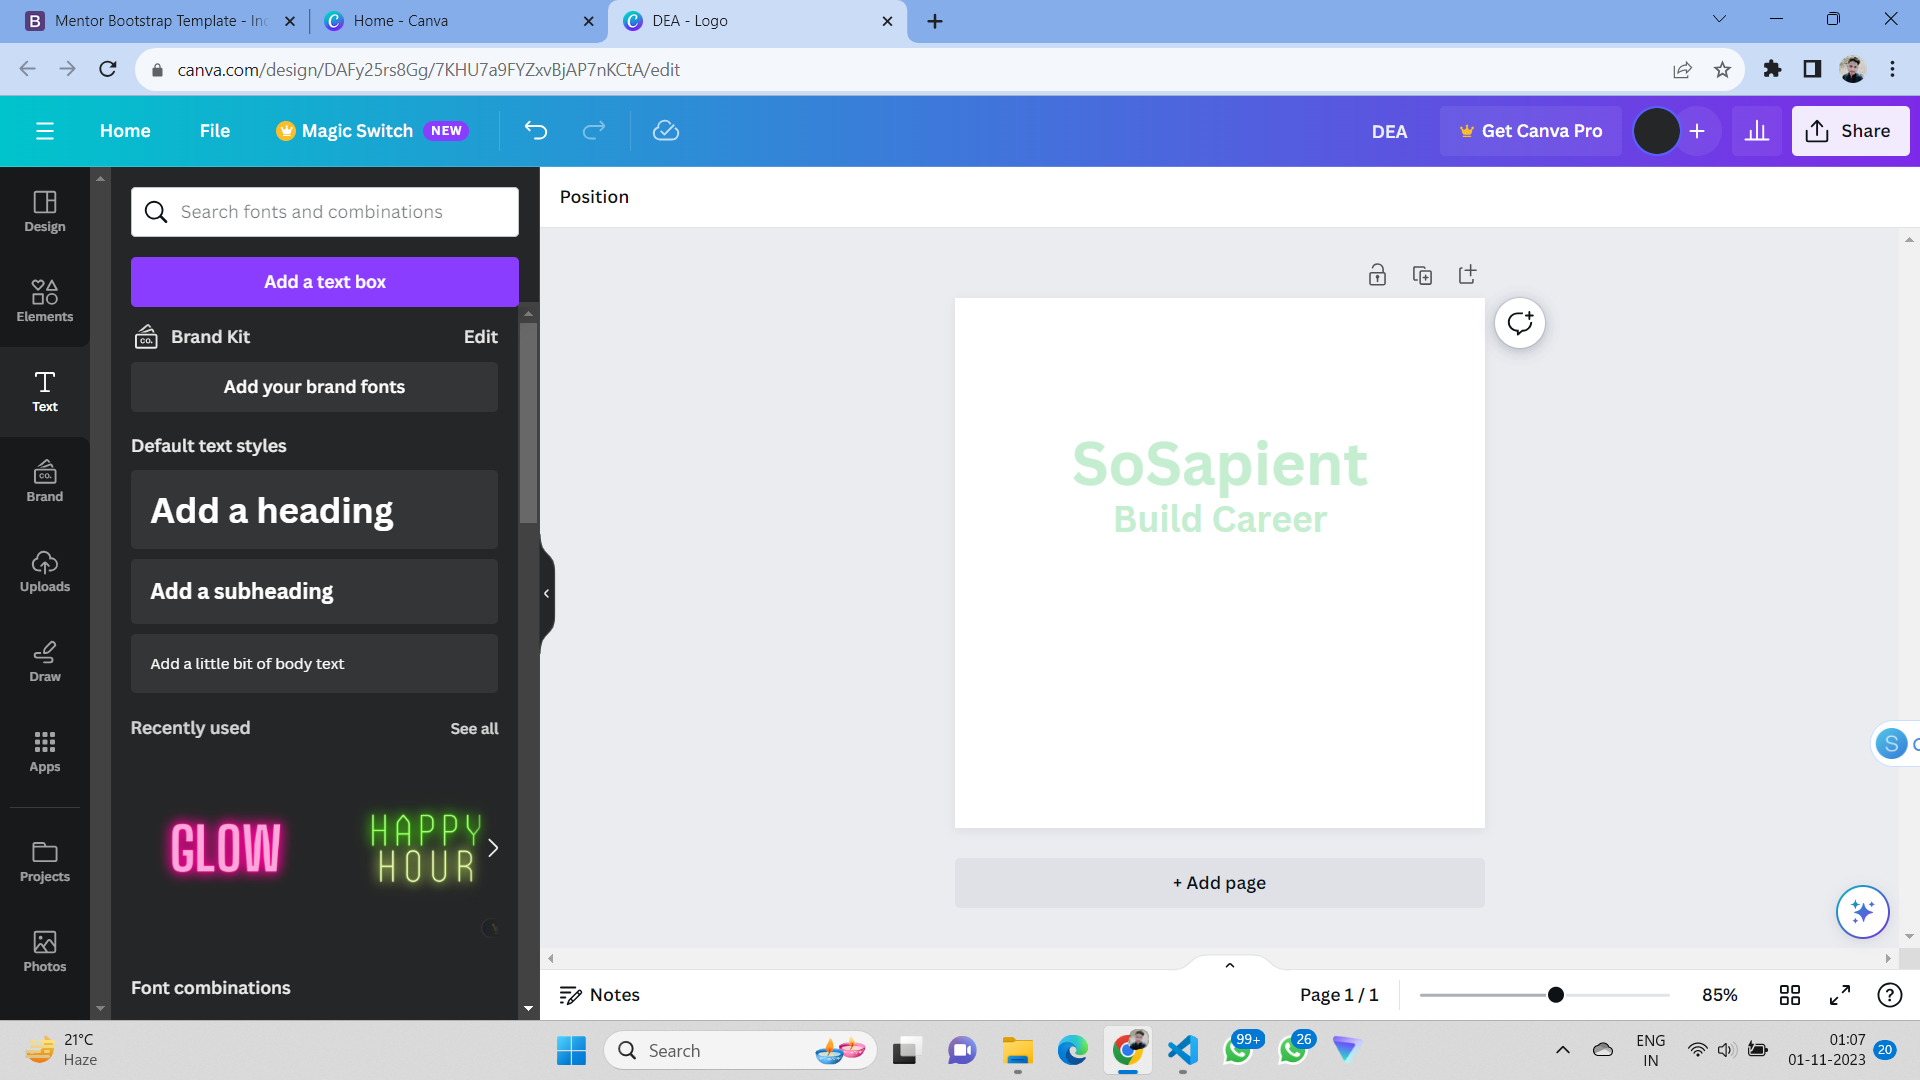 Mentor Bootstrap Template - In
Home - Canva
DEA - Logo
canva.com/design/DAFy25rs8Gg/7KHU7a9FYZxvBjAP7nKCtA/edit
Home
File
Magic Switch
NEW
DEA
Get Canva Pro
Share
Design
Elements
Text
Brand
Uploads
Draw
Apps
Projects
Photos
Search fonts and combinations
Add a text box
CO.
Brand Kit
Edit
Add your brand fonts
Default text styles
Add a heading
Add a subheading
Add a little bit of body text
Recently used
See all
GLOW
HAPPY
HOUR
Font combinations
Position
SoSapient
Build Career
+ Add page
Notes
Page 1 / 1
85%
21°C
Haze
Search
99+
26
ENG
IN
01:07
01-11-2023
20